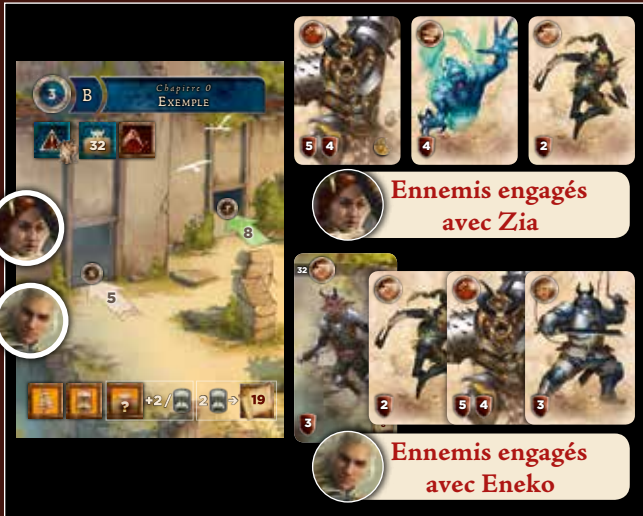 3 B Chapitre 0
EXEMPLE
32
8
5
? +2/ 2 → 19
5 4
4
2
Ennemis engagés
avec Zia
32
3
2
5 4
3
Ennemis engagés
avec Eneko